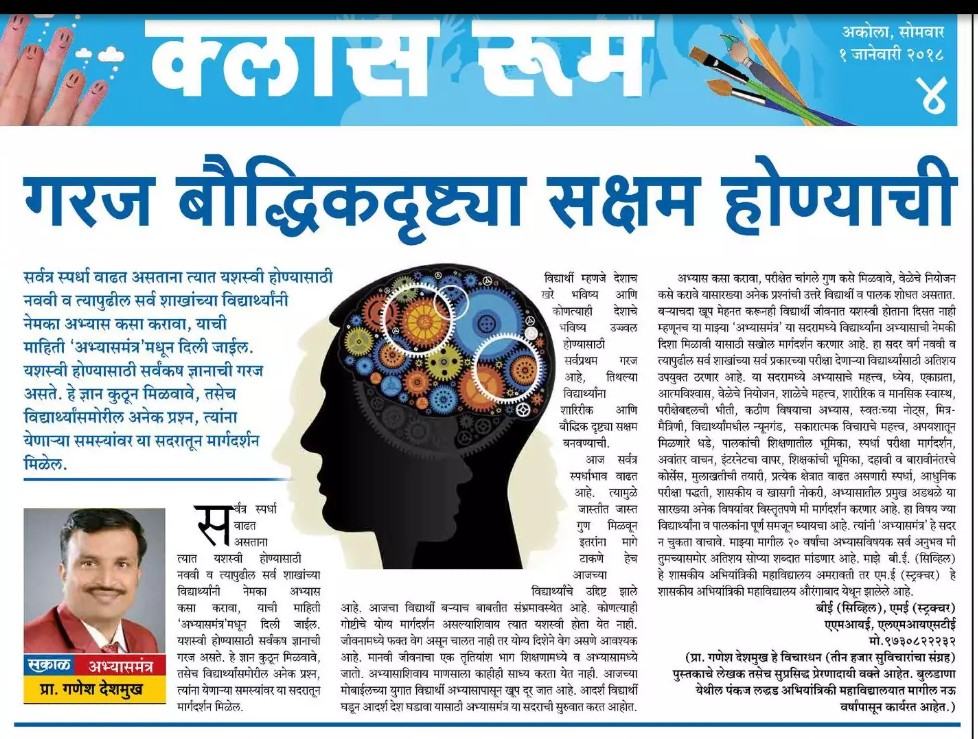 क्लास रूम
अकोला, सोमवार
१ जानेवारी २०१८
४
गरज बौद्धिकदृष्ट्या सक्षम होण्याची
सर्वत्र स्पर्धा वाढत असताना त्यात यशस्वी होण्यासाठी
नववी व त्यापुढील सर्व शाखांच्या विद्यार्थ्यांनी
नेमका अभ्यास कसा करावा, याची
माहिती ‘अभ्यासमंत्र’मधून दिली जाईल.
यशस्वी होण्यासाठी सर्वंकष ज्ञानाची गरज
असते. हे ज्ञान कुठून मिळवावे, तसेच
विद्यार्थ्यांसमोरील अनेक प्रश्न, त्यांना
येणाऱ्या समस्यांवर या सदरातून मार्गदर्शन
मिळेल.
सकाळ अभ्यासमंत्र
प्रा. गणेश देशमुख
सर्वत्र स्पर्धा
वाढत
असताना
त्यात यशस्वी होण्यासाठी
नववी व त्यापुढील सर्व शाखांच्या
विद्यार्थ्यांनी नेमका अभ्यास
कसा करावा, याची माहिती
‘अभ्यासमंत्र’मधून दिली जाईल.
यशस्वी होण्यासाठी सर्वंकष ज्ञानाची
गरज असते. हे ज्ञान कुठून मिळवावे,
तसेच विद्यार्थ्यांसमोरील अनेक प्रश्न,
त्यांना येणाऱ्या समस्यांवर या सदरातून
मार्गदर्शन मिळेल.
विद्यार्थी म्हणजे देशाच
खरे भविष्य आणि
कोणत्याही देशाचे
भविष्य उज्वल
होण्यासाठी
सर्वप्रथम गरज
आहे, तिथल्या
विद्यार्थ्यांना
शारिरीक आणि
बौद्धिक दृष्ट्या सक्षम
बनवण्याची.
आज सर्वत्र
स्पर्धाभाव वाढत
आहे. त्यामुळे
जास्तीत जास्त
गुण मिळवून
इतरांना मागे
टाकणे हेच
आजच्या
विद्यार्थ्यांचे उद्दिष्ट झाले
आहे. आजचा विद्यार्थी बऱ्याच बाबतीत संभ्रमावस्थेत आहे. कोणत्याही
गोष्टीचे योग्य मार्गदर्शन असल्याशिवाय त्यात यशस्वी होता येत नाही.
जीवनामध्ये फक्त वेग असून चालत नाही तर योग्य दिशेने वेग असणे आवश्यक
आहे. मानवी जीवनाचा एक तृतियांश भाग शिक्षणामध्ये व अभ्यासामध्ये
जातो. अभ्यासाशिवाय माणसाला काहीही साध्य करता येत नाही. आजच्या
मोबाईलच्या युगात विद्यार्थी अभ्यासापासून खूप दूर जात आहे. आदर्श विद्यार्थी
घडून आदर्श देश घडावा यासाठी अभ्यासमंत्र या सदराची सुरुवात करत आहोत.
अभ्यास कसा करावा, परीक्षेत चांगले गुण कसे मिळवावे, वेळेचे नियोजन
कसे करावे यासारख्या अनेक प्रश्नांची उत्तरे विद्यार्थी व पालक शोधत असतात.
बऱ्याचदा खूप मेहनत करूनही विद्यार्थी जीवनात यशस्वी होताना दिसत नाही
म्हणूनच या माझ्या ‘अभ्यासमंत्र’ या सदरामध्ये विद्यार्थ्यांना अभ्यासाची नेमकी
दिशा मिळावी यासाठी सखोल मार्गदर्शन करणार आहे. हा सदर वर्ग नववी व
त्यापुढील सर्व शाखांच्या सर्व प्रकारच्या परीक्षा देणाऱ्या विद्यार्थ्यासाठी अतिशय
उपयुक्त ठरणार आहे. या सदरामध्ये अभ्यासाचे महत्त्व, ध्येय, एकाग्रता,
आत्मविश्वास, वेळेचे नियोजन, शाळेचे महत्त्व, शारीरिक व मानसिक स्वास्थ,
परीक्षेबद्दलची भीती, कठीण विषयाचा अभ्यास, स्वतःच्या नोट्स, मित्र-
मैत्रिणी, विद्यार्थ्यांमधील न्यूनगंड, सकारात्मक विचाराचे महत्त्व, अपयशातून
मिळणारे धडे, पालकांची शिक्षणातील भूमिका, स्पर्धा परीक्षा मार्गदर्शन,
अवांतर वाचन, इंटरनेटचा वापर, शिक्षकांची भूमिका, दहावी व बारावीनंतरचे
कोर्सेस, मुलाखतीची तयारी, प्रत्येक क्षेत्रात वाढत असणारी स्पर्धा, आधुनिक
परीक्षा पद्धती, शासकीय व खासगी नोकरी, अभ्यासातील प्रमुख अडथळे या
सारख्या अनेक विषयांवर विस्तृतपणे मी मार्गदर्शन करणार आहे. हा विषय ज्या
विद्यार्थांना व पालकांना पूर्ण समजून घ्यायचा आहे. त्यांनी ‘अभ्यासमंत्र’ हे सदर
न चुकता वाचावे. माझ्या मागील २० वर्षाचा अभ्यासविषयक सर्व अनुभव मी
तुमच्यासमोर अतिशय सोप्या शब्दात मांडणार आहे. माझे बी.ई. (सिव्हिल)
हे शासकीय अभियांत्रिकी महाविद्यालय अमरावती तर एम.ई (स्ट्रक्चर) हे
शासकीय अभियांत्रिकी महाविद्यालय औरंगाबाद येथून झालेले आहे.
बीई (सिव्हिल), एमई (स्ट्रक्चर)
एएमआयई, एलएमआयएसटीई
मो.९७३०८२२२३२
(प्रा. गणेश देशमुख हे विचारधन (तीन हजार सुविचारांचा संग्रह)
पुस्तकाचे लेखक तसेच सुप्रसिद्ध प्रेरणादायी वक्ते आहेत. बुलडाणा
येथील पंकज लद्धड अभियांत्रिकी महाविद्यालयात मागील नऊ
वर्षांपासून कार्यरत आहेत.)